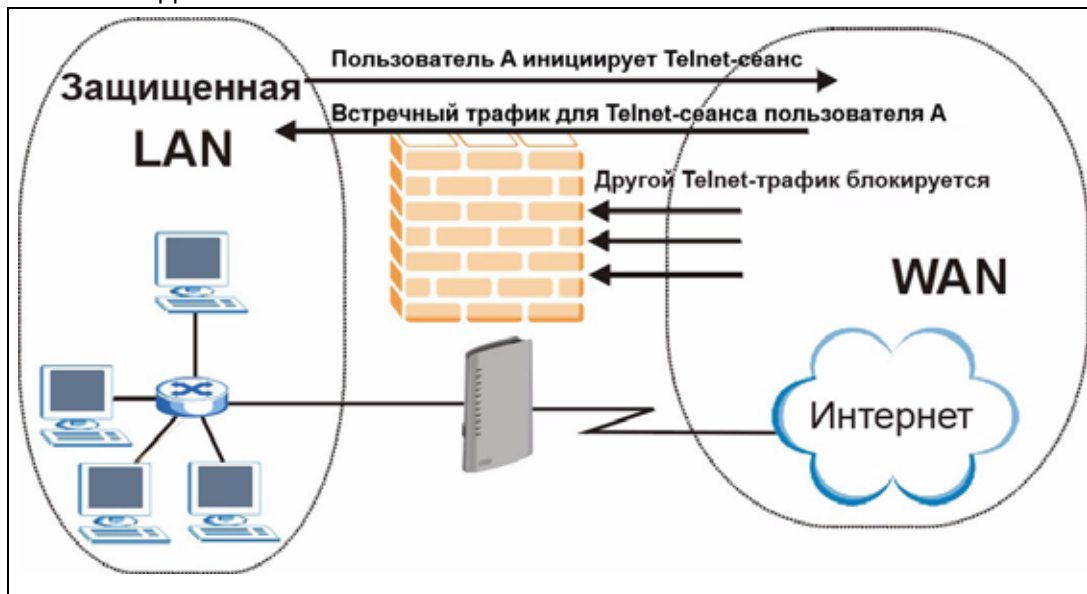 Пользователь А инициирует Telnet-сеанс
Защищенная
LAN
Встречный трафик для Telnet-сеанса пользователя А
Другой Telnet-трафик блокируется
WAN
Интернет